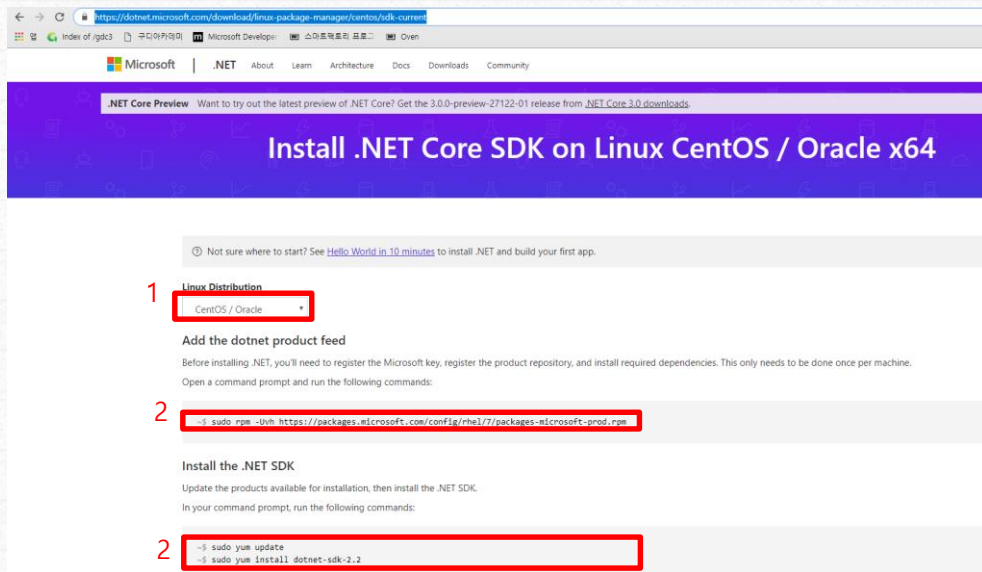 https://dotnet.microsoft.com/download/linux-package-manager/centos/sdk-current
앱 Index of /gdc3 구디아카데미 Microsoft Develope 스마트팩토리 프로그 Oven
Microsoft | .NET About Learn Architecture Docs Downloads Community
.NET Core Preview Want to try out the latest preview of .NET Core? Get the 3.0.0-preview-27122-01 release from .NET Core 3.0 downloads.
Install .NET Core SDK on Linux CentOS / Oracle x64
Not sure where to start? See Hello World in 10 minutes to install .NET and build your first app.
Linux Distribution
1
CentOS / Oracle
Add the dotnet product feed
Before installing .NET, you'll need to register the Microsoft key, register the product repository, and install required dependencies. This only needs to be done once per machine.
Open a command prompt and run the following commands:
2
~$ sudo rpm -Uvh https://packages.microsoft.com/config/rhel/7/packages-microsoft-prod.rpm
Install the .NET SDK
Update the products available for installation, then install the .NET SDK.
In your command prompt, run the following commands:
2
~$ sudo yum update
~$ sudo yum install dotnet-sdk-2.2